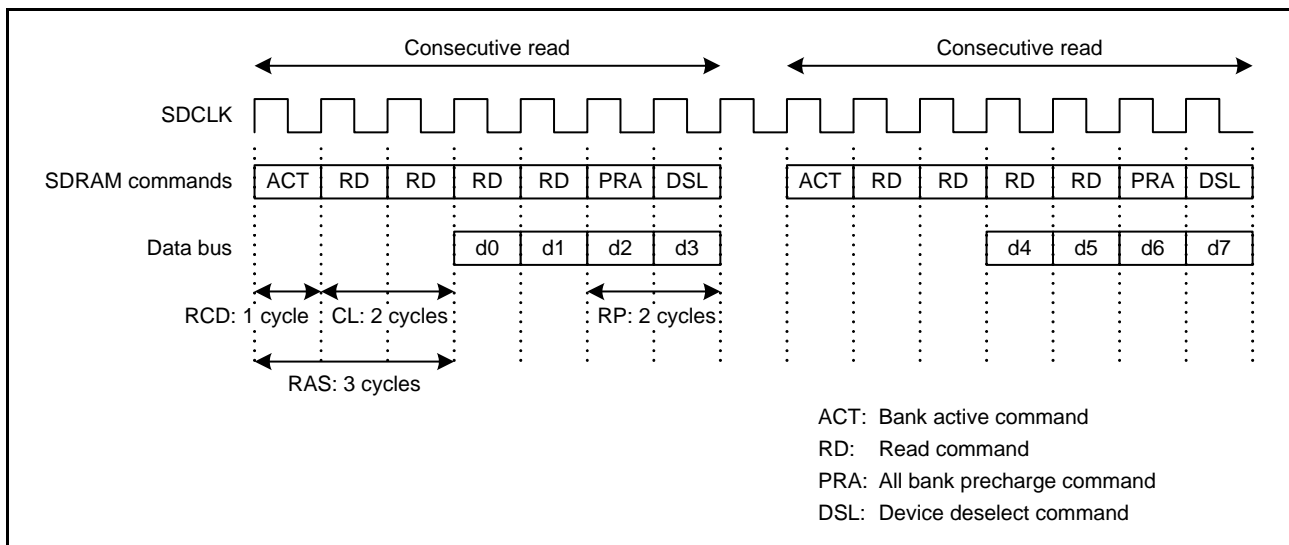 Consecutive read Consecutive read
SDCLK
SDRAM commands ACT RD RD RD RD PRA DSL ACT RD RD RD RD PRA DSL
Data bus d0 d1 d2 d3 d4 d5 d6 d7
RCD: 1 cycle CL: 2 cycles RP: 2 cycles
RAS: 3 cycles
ACT: Bank active command
RD: Read command
PRA: All bank precharge command
DSL: Device deselect command